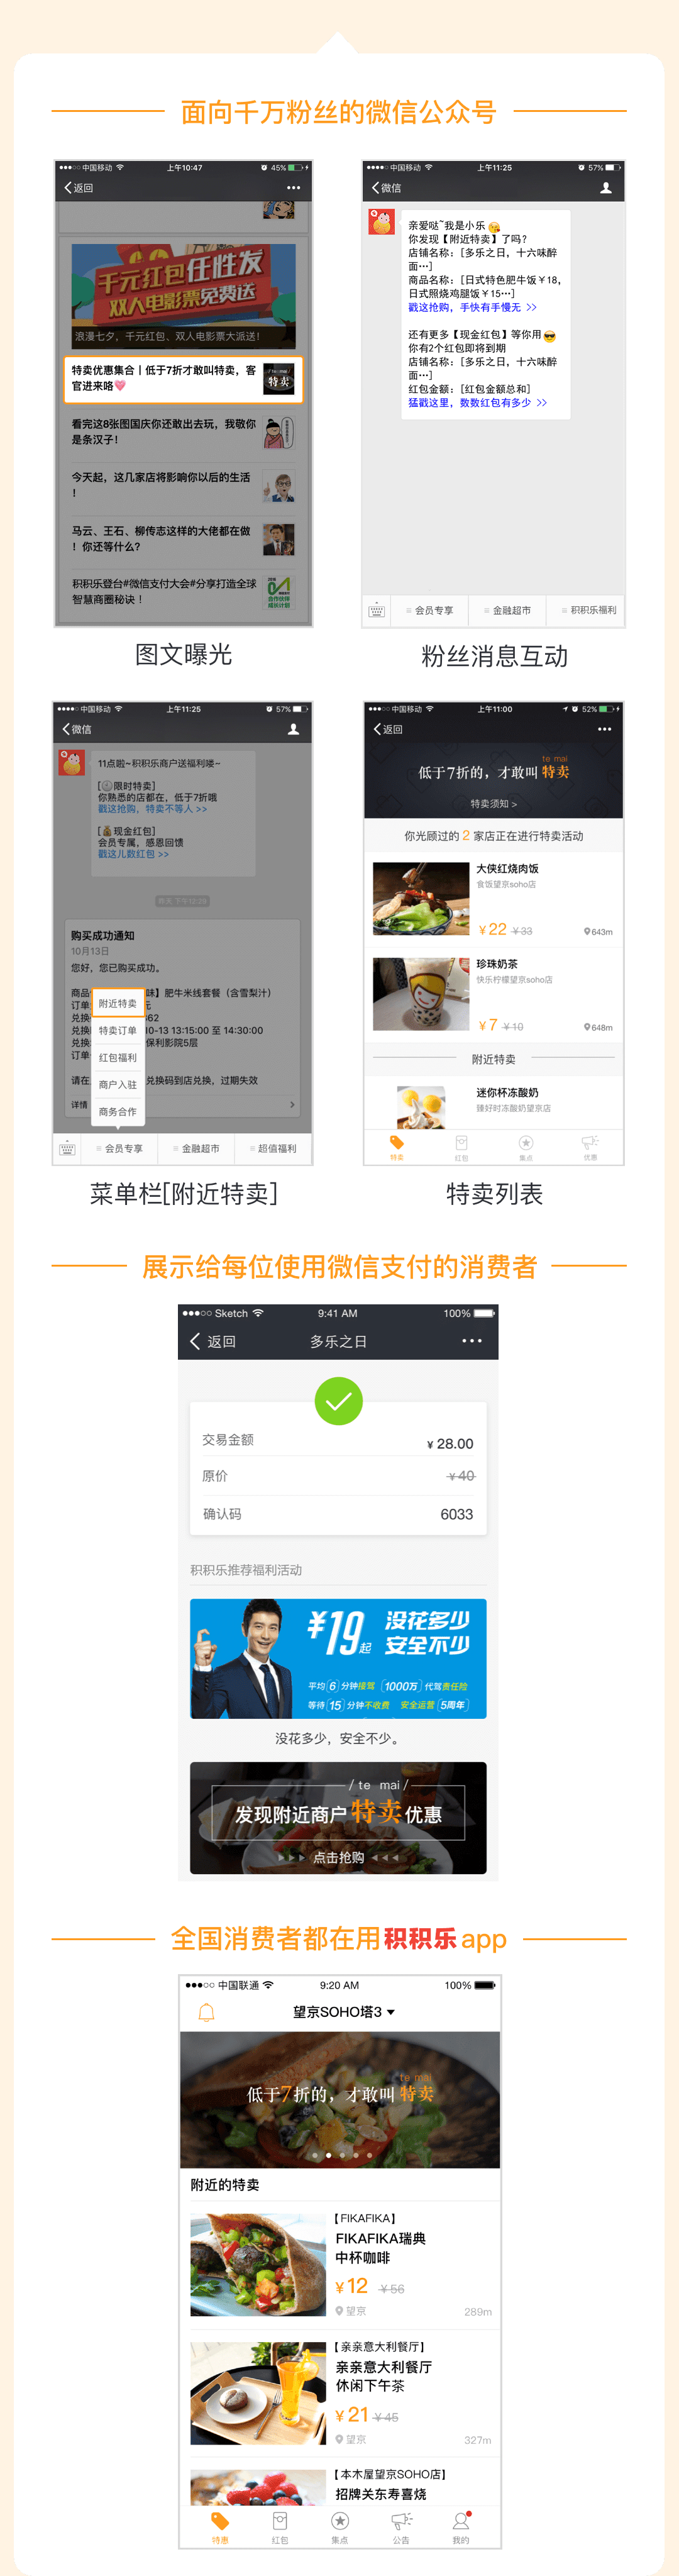 面向千万粉丝的微信公众号
中国移动 上午10:47 45%
返回
千元红包任性发
双人电影票免费送
浪漫七夕，千元红包、双人电影票大派送！
特卖优惠集合丨低于7折才敢叫特卖，客
官进来咯
te mai
特卖
看完这8张图国庆你还敢出去玩，我敬你
是条汉子！
今天起，这几家店将影响你以后的生活
！
马云、王石、柳传志这样的大佬都在做
！你还等什么？
积积乐登台#微信支付大会#分享打造全球
智慧商圈秘诀！
图文曝光
中国移动 上午11:25 57%
微信
亲爱哒~我是小乐
你发现【附近特卖】了吗？
店铺名称：[多乐之日，十六味醉
面…]
商品名称：[日式特色肥牛饭￥18，
日式照烧鸡腿饭￥15…]
戳这抢购，手快有手慢无 >>
还有更多【现金红包】等你用
你有2个红包即将到期
店铺名称：[多乐之日，十六味醉
面…]
红包金额：[红包金额总和]
猛戳这里，数数红包有多少 >>
会员专享 金融超市 积积乐福利
粉丝消息互动
中国移动 上午11:25 57%
微信
11点啦~积积乐商户送福利喽~
[限时特卖]
你熟悉的店都在，低于7折哦
戳这抢购，特卖不等人 >>
[现金红包]
会员专属，感恩回馈
戳这儿数红包 >>
昨天 下午12:29
购买成功通知
10月13日
您好，您已购买成功。
商品 味】肥牛米线套餐（含雪梨汁）
订单 元
兑换 362
兑换 10-13 13:15:00 至 14:30:00
兑换 保利影院5层
订单
请在 兑换码到店兑换，过期失效
详情
附近特卖
特卖订单
红包福利
商户入驻
商务合作
会员专享 金融超市 超值福利
菜单栏[附近特卖]
中国移动 上午11:00 52%
返回
te mai
低于7折的，才敢叫 特卖
特卖须知 >
你光顾过的 2 家店正在进行特卖活动
大侠红烧肉饭
食饭望京soho店
￥22 ￥33 643m
珍珠奶茶
快乐柠檬望京soho店
￥7 ￥10 648m
附近特卖
迷你杯冻酸奶
臻好时冻酸奶望京店
特卖 红包 集点 优惠
特卖列表
展示给每位使用微信支付的消费者
Sketch 9:41 AM 100%
返回 多乐之日
交易金额 ￥28.00
原价 ￥40
确认码 6033
积积乐推荐福利活动
¥19起 没花多少
安全不少
平均 6 分钟接驾 1000万 代驾责任险
等待 15 分钟不收费 安全运营 5周年
没花多少，安全不少。
/ te mai /
发现附近商户 特卖 优惠
点击抢购
全国消费者都在用积积乐app
中国联通 9:20 AM 100%
望京SOHO塔3
te mai
低于7折的，才敢叫 特卖
附近的特卖
【FIKAFIKA】
FIKAFIKA瑞典
中杯咖啡
￥12 ￥56
望京 289m
【亲亲意大利餐厅】
亲亲意大利餐厅
休闲下午茶
￥21 ￥45
望京 327m
【本木屋望京SOHO店】
招牌关东寿喜烧
特惠 红包 集点 公告 我的